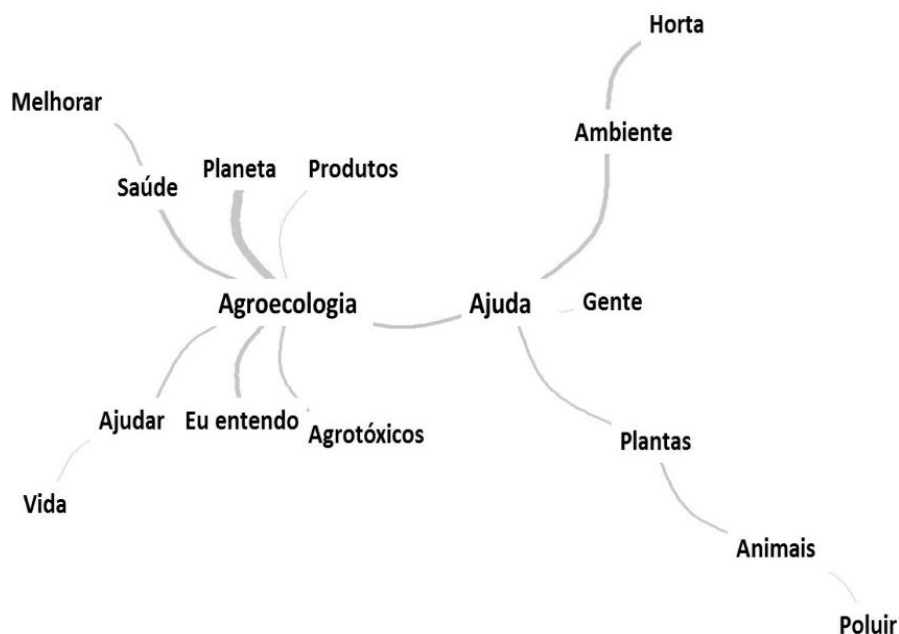 Horta
Melhorar
Ambiente
Planeta
Produtos
Saúde
Agroecologia
Ajuda
Gente
Ajudar
Eu entendo
Agrotóxicos
Plantas
Vida
Animais
Poluir